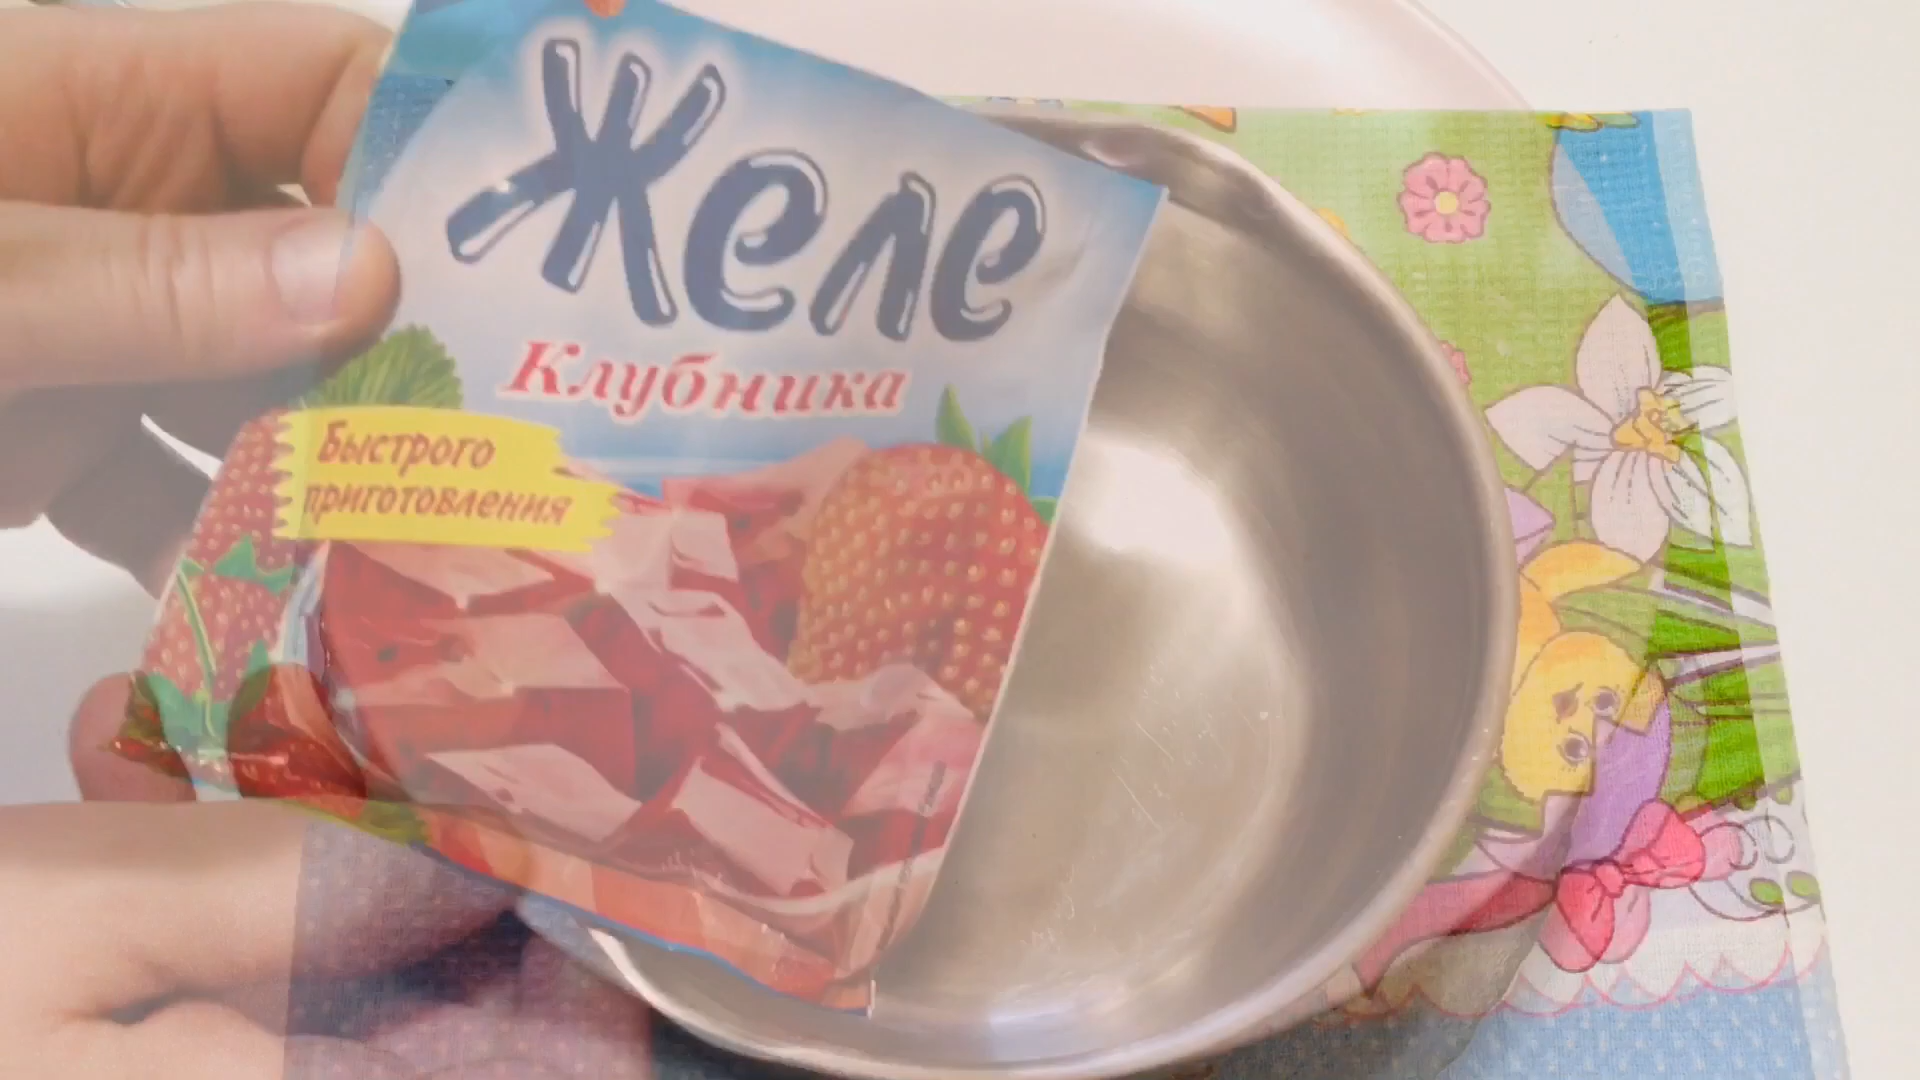 Желе
Клубника
Быстрого
приготовления